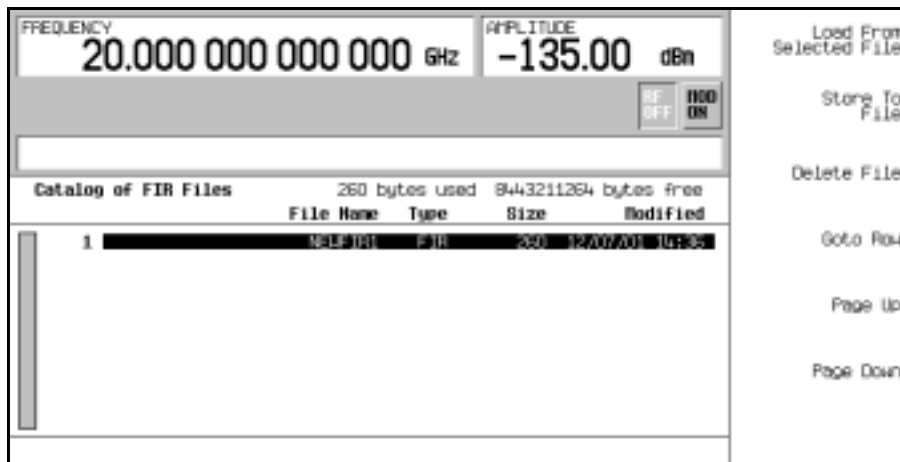 FREQUENCY
20.000 000 000 000 GHz
AMPLITUDE
-135.00 dBm
RF OFF
MOD ON
Catalog of FIR Files 260 bytes used 8443211264 bytes free
File Name Type Size Modified
1 NEWFIR1 FIR 260 12/07/01 14:36
Load From
Selected File
Store To
File
Delete File
Goto Row
Page Up
Page Down